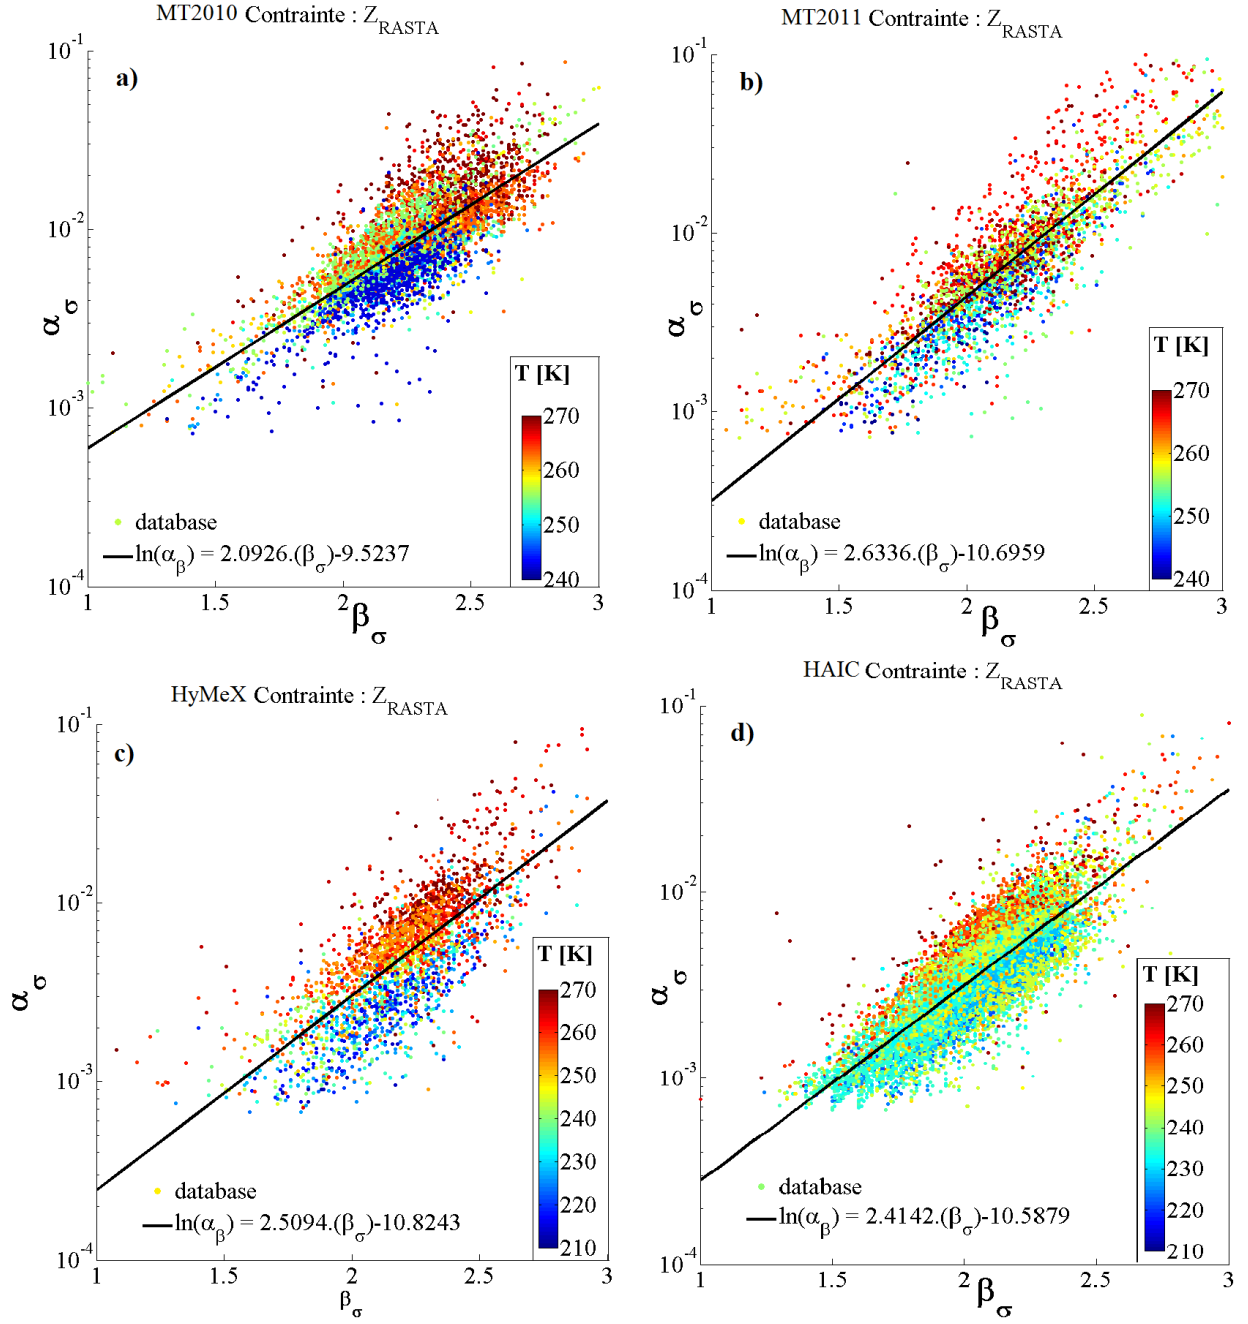 MT2010 Contrainte : Z_RASTA
a)
10^-1
10^-2
10^-3
10^-4
α_σ
T [K]
270
260
250
240
database
ln(α_β) = 2.0926.(β_σ)-9.5237
1 1.5 2 2.5 3
β_σ
MT2011 Contrainte : Z_RASTA
b)
10^-1
10^-2
10^-3
10^-4
α_σ
T [K]
270
260
250
240
database
ln(α_β) = 2.6336.(β_σ)-10.6959
1 1.5 2 2.5 3
β_σ
HyMeX Contrainte : Z_RASTA
c)
10^-1
10^-2
10^-3
10^-4
α_σ
T [K]
270
260
250
240
230
220
210
database
ln(α_β) = 2.5094.(β_σ)-10.8243
1 1.5 2 2.5 3
β_σ
HAIC Contrainte : Z_RASTA
d)
10^-1
10^-2
10^-3
10^-4
α_σ
T [K]
270
260
250
240
230
220
210
database
ln(α_β) = 2.4142.(β_σ)-10.5879
1 1.5 2 2.5 3
β_σ